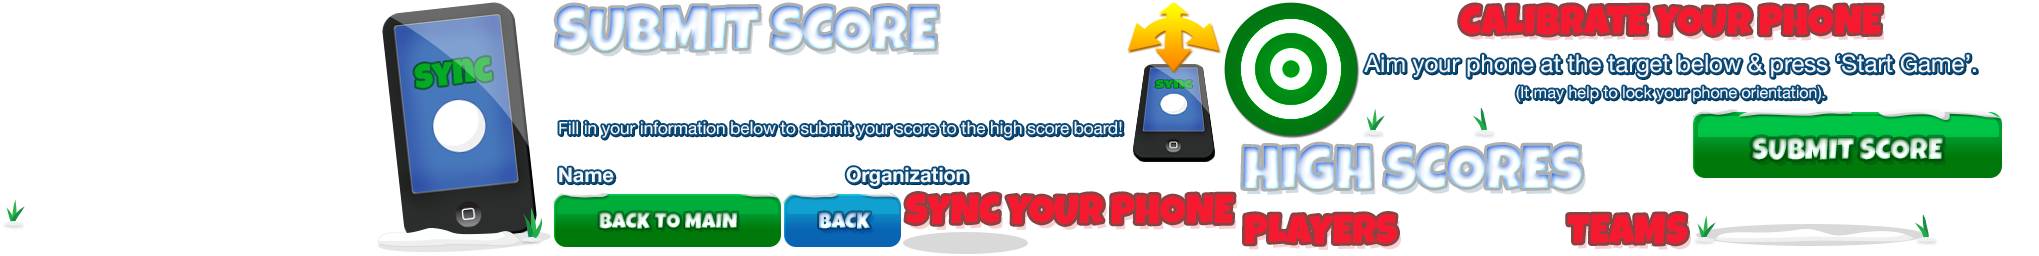 SYNC
SUBMIT SCORE
Fill in your information below to submit your score to the high score board!
Name
Organization
BACK TO MAIN
BACK
SYNC YOUR PHONE
SYNC
CALIBRATE YOUR PHONE
Aim your phone at the target below & press ‘Start Game’.
(It may help to lock your phone orientation).
HIGH SCORES
SUBMIT SCORE
PLAYERS
TEAMS